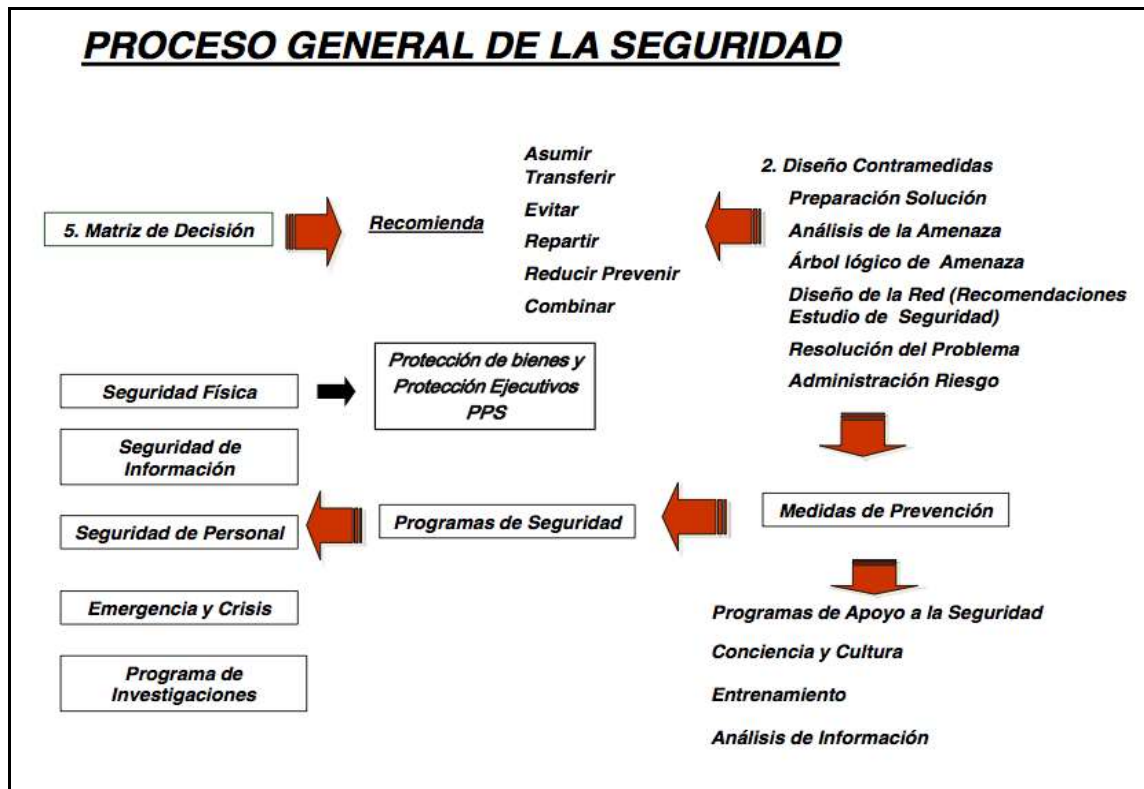 PROCESO GENERAL DE LA SEGURIDAD
5. Matriz de Decisión
Recomienda
Asumir
Transferir
Evitar
Repartir
Reducir Prevenir
Combinar
2. Diseño Contramedidas
Preparación Solución
Análisis de la Amenaza
Árbol lógico de Amenaza
Diseño de la Red (Recomendaciones
Estudio de Seguridad)
Resolución del Problema
Administración Riesgo
Seguridad Física
Protección de bienes y
Protección Ejecutivos
PPS
Seguridad de
Información
Seguridad de Personal
Programas de Seguridad
Medidas de Prevención
Emergencia y Crisis
Programa de
Investigaciones
Programas de Apoyo a la Seguridad
Conciencia y Cultura
Entrenamiento
Análisis de Información